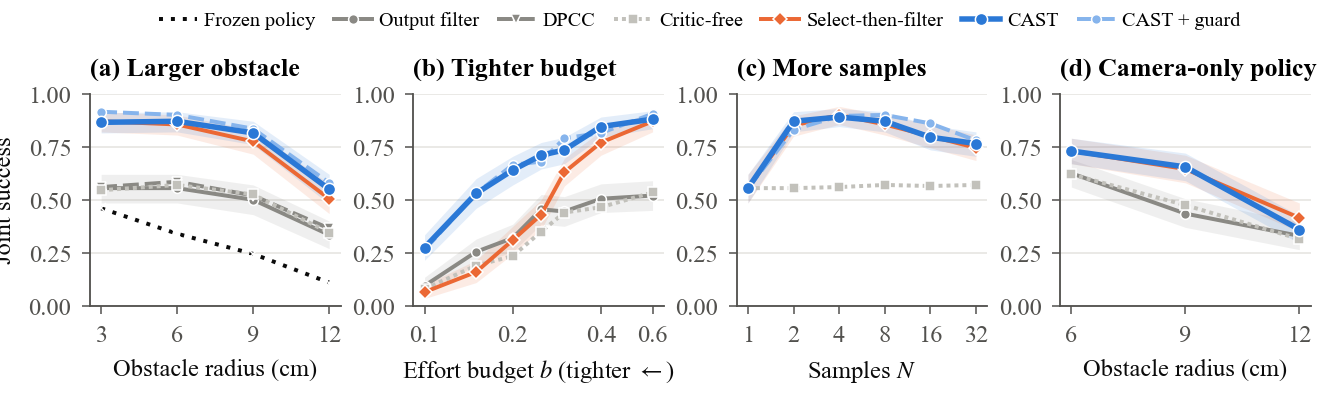 Frozen policy Output filter DPCC Critic-free Select-then-filter CAST CAST + guard
(a) Larger obstacle (b) Tighter budget (c) More samples (d) Camera-only policy
Joint success
1.00 1.00 1.00 1.00
0.75 0.75 0.75 0.75
0.50 0.50 0.50 0.50
0.25 0.25 0.25 0.25
0.00 0.00 0.00 0.00
3 6 9 12 0.1 0.2 0.4 0.6 1 2 4 8 16 32 6 9 12
Obstacle radius (cm) Effort budget b (tighter ←) Samples N Obstacle radius (cm)